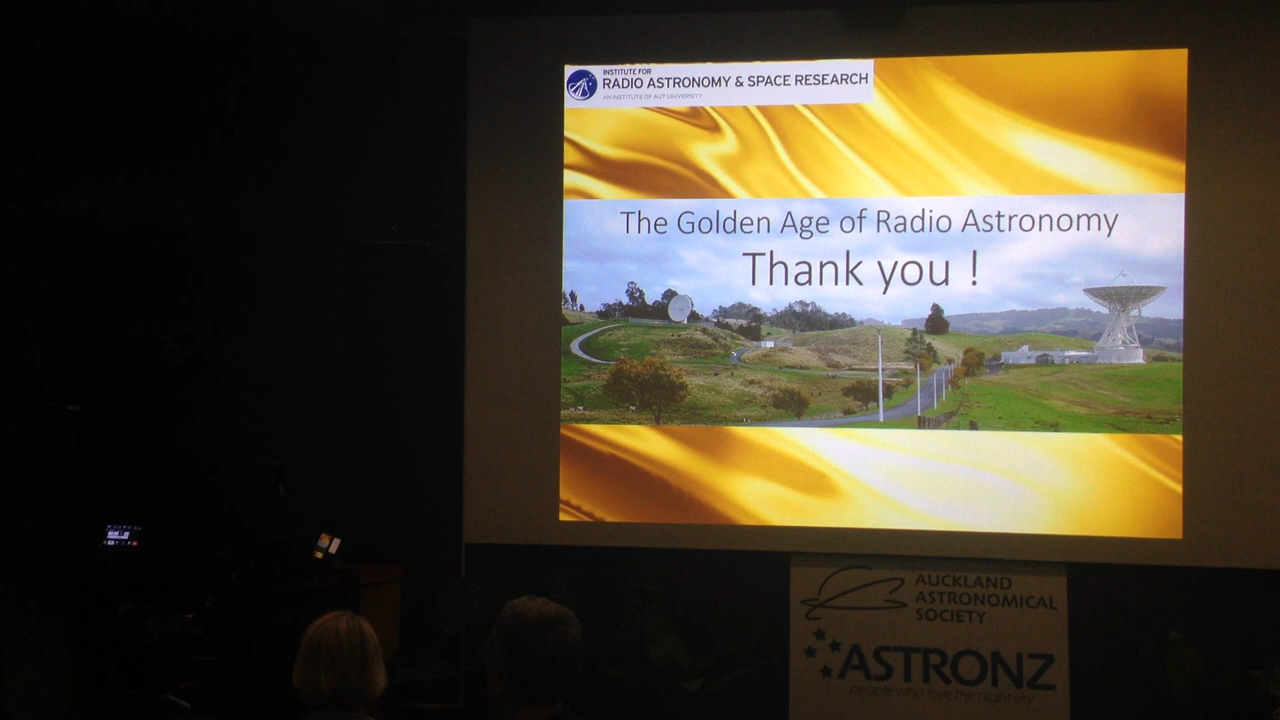 INSTITUTE FOR
RADIO ASTRONOMY & SPACE RESEARCH
AN INSTITUTE OF AUT UNIVERSITY
The Golden Age of Radio Astronomy
Thank you !
AUCKLAND
ASTRONOMICAL
SOCIETY
ASTRONZ
people who love the night sky